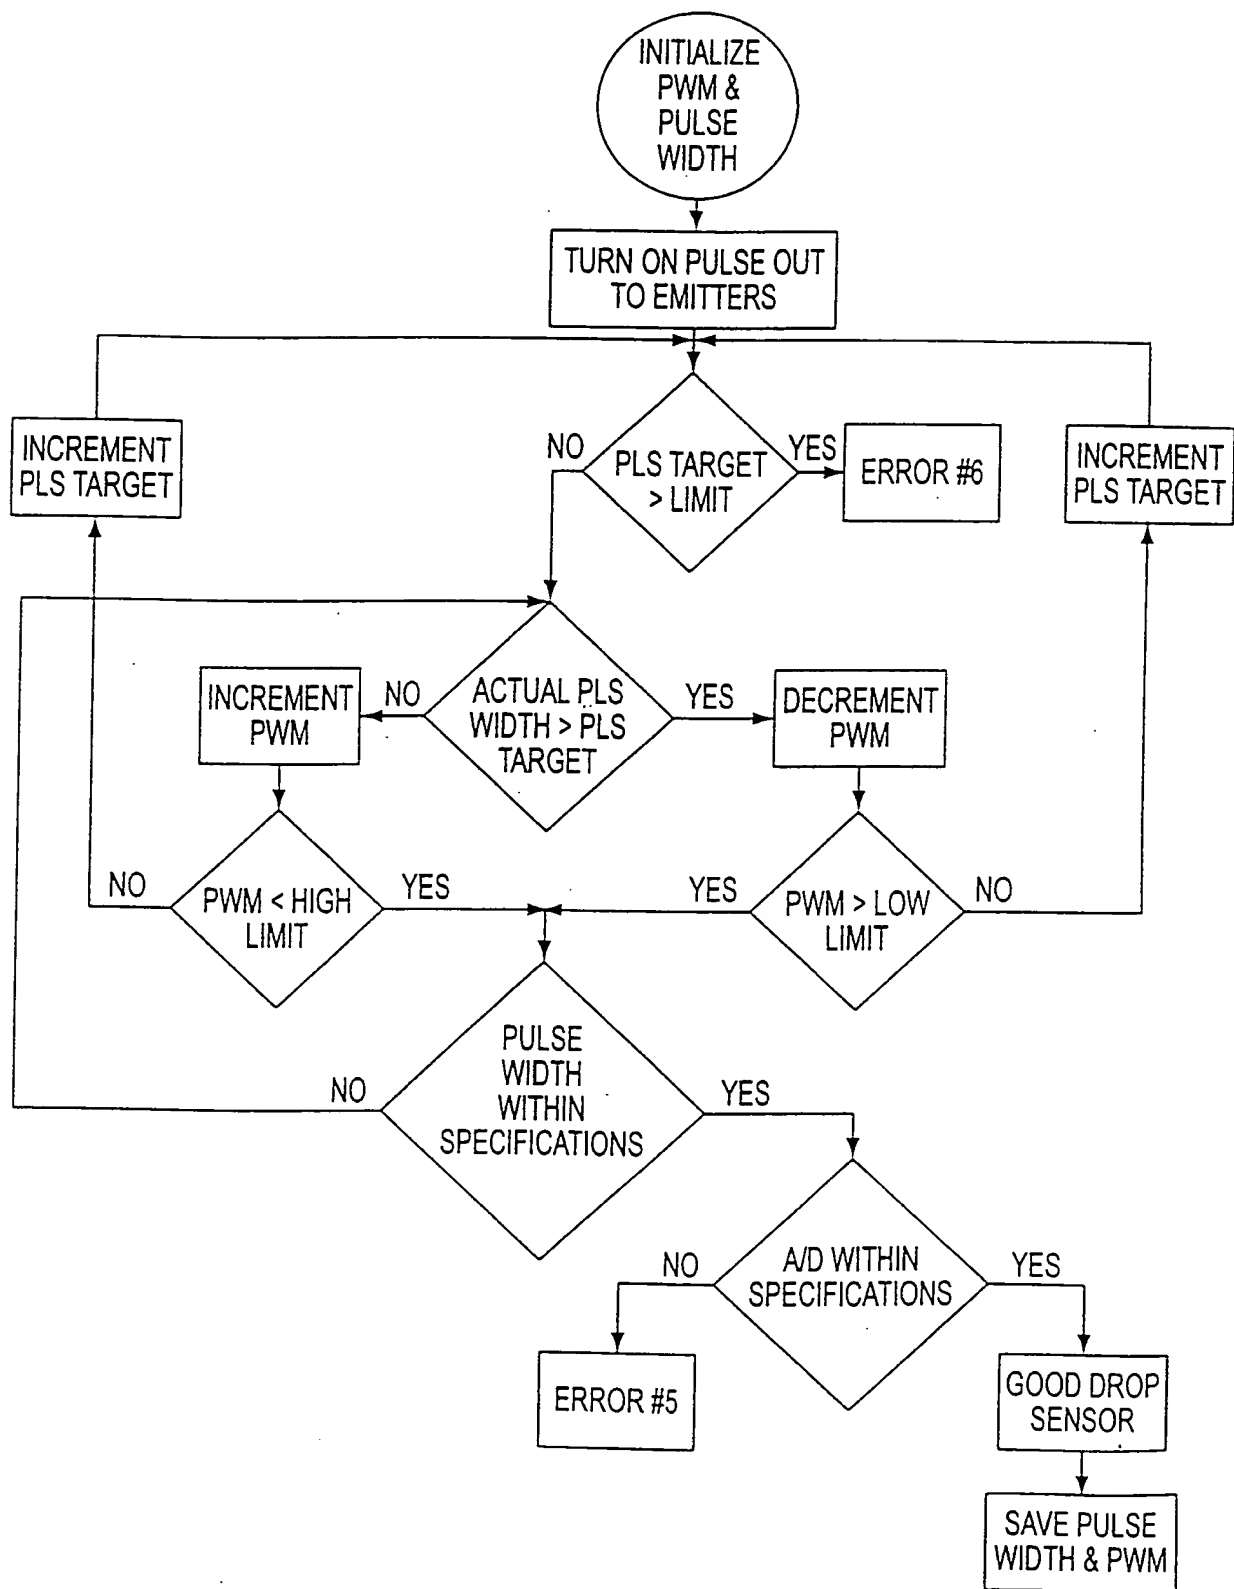 INITIALIZE
PWM &
PULSE
WIDTH
TURN ON PULSE OUT
TO EMITTERS
INCREMENT
PLS TARGET
NO
PLS TARGET
> LIMIT
YES
ERROR #6
INCREMENT
PLS TARGET
INCREMENT
PWM
NO
ACTUAL PLS
WIDTH > PLS
TARGET
YES
DECREMENT
PWM
NO
PWM < HIGH
LIMIT
YES
YES
PWM > LOW
LIMIT
NO
NO
PULSE
WIDTH
WITHIN
SPECIFICATIONS
YES
NO
A/D WITHIN
SPECIFICATIONS
YES
ERROR #5
GOOD DROP
SENSOR
SAVE PULSE
WIDTH & PWM